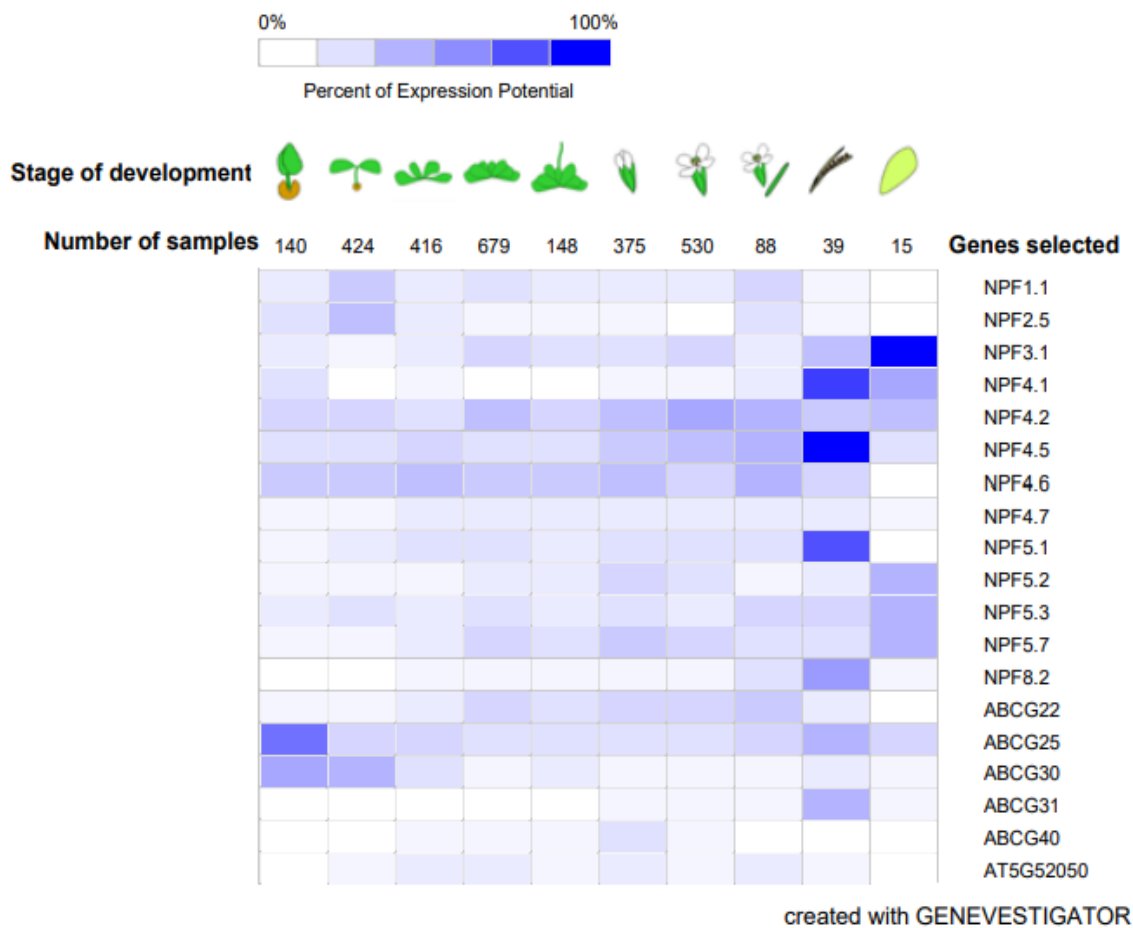 0% 100%
Percent of Expression Potential
Stage of development
Number of samples 140 424 416 679 148 375 530 88 39 15 Genes selected
NPF1.1
NPF2.5
NPF3.1
NPF4.1
NPF4.2
NPF4.5
NPF4.6
NPF4.7
NPF5.1
NPF5.2
NPF5.3
NPF5.7
NPF8.2
ABCG22
ABCG25
ABCG30
ABCG31
ABCG40
AT5G52050
created with GENEVESTIGATOR